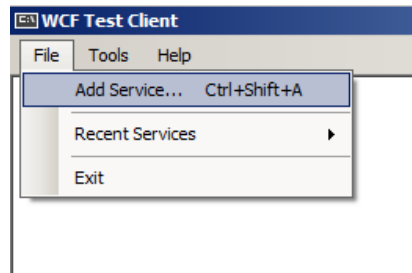 WCF Test Client
File Tools Help
Add Service... Ctrl+Shift+A
Recent Services
Exit